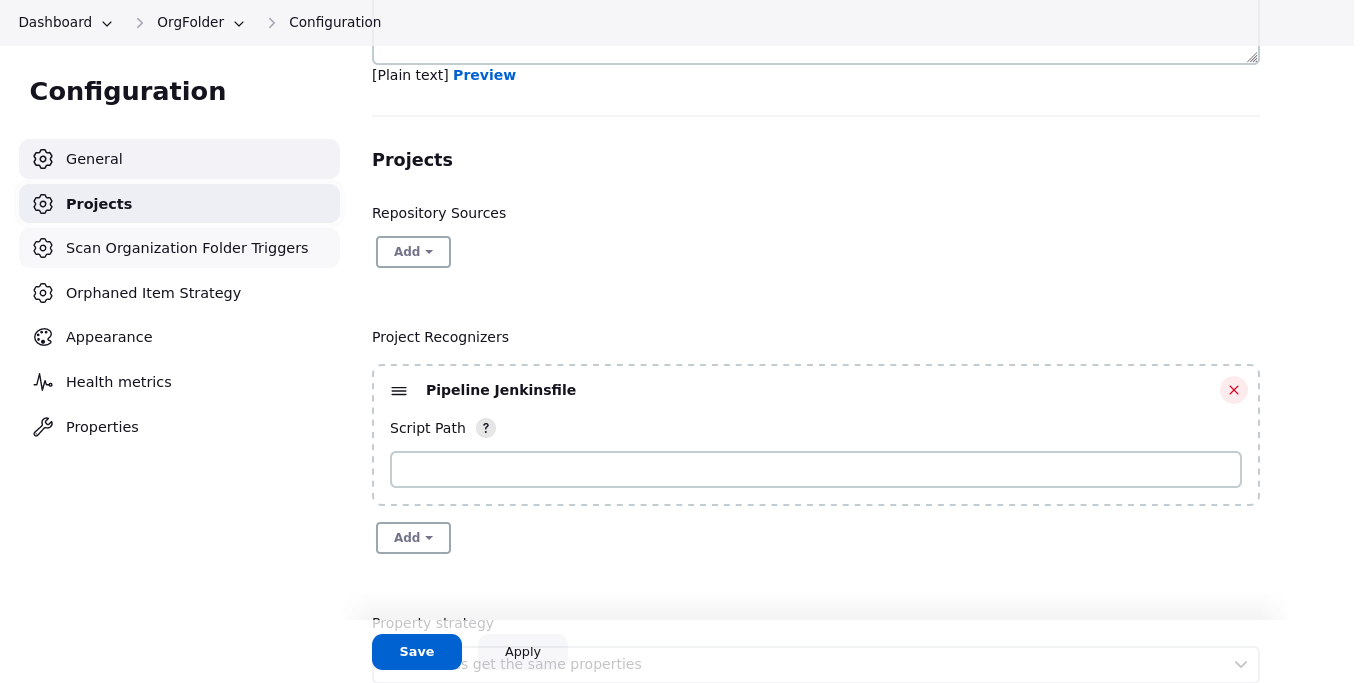 Dashboard
OrgFolder
Configuration
[Plain text] Preview
Configuration
General
Projects
Scan Organization Folder Triggers
Orphaned Item Strategy
Appearance
Health metrics
Properties
Projects
Repository Sources
Add
Project Recognizers
Pipeline Jenkinsfile
Script Path ?
Add
Property strategy
Save
Apply
get the same properties